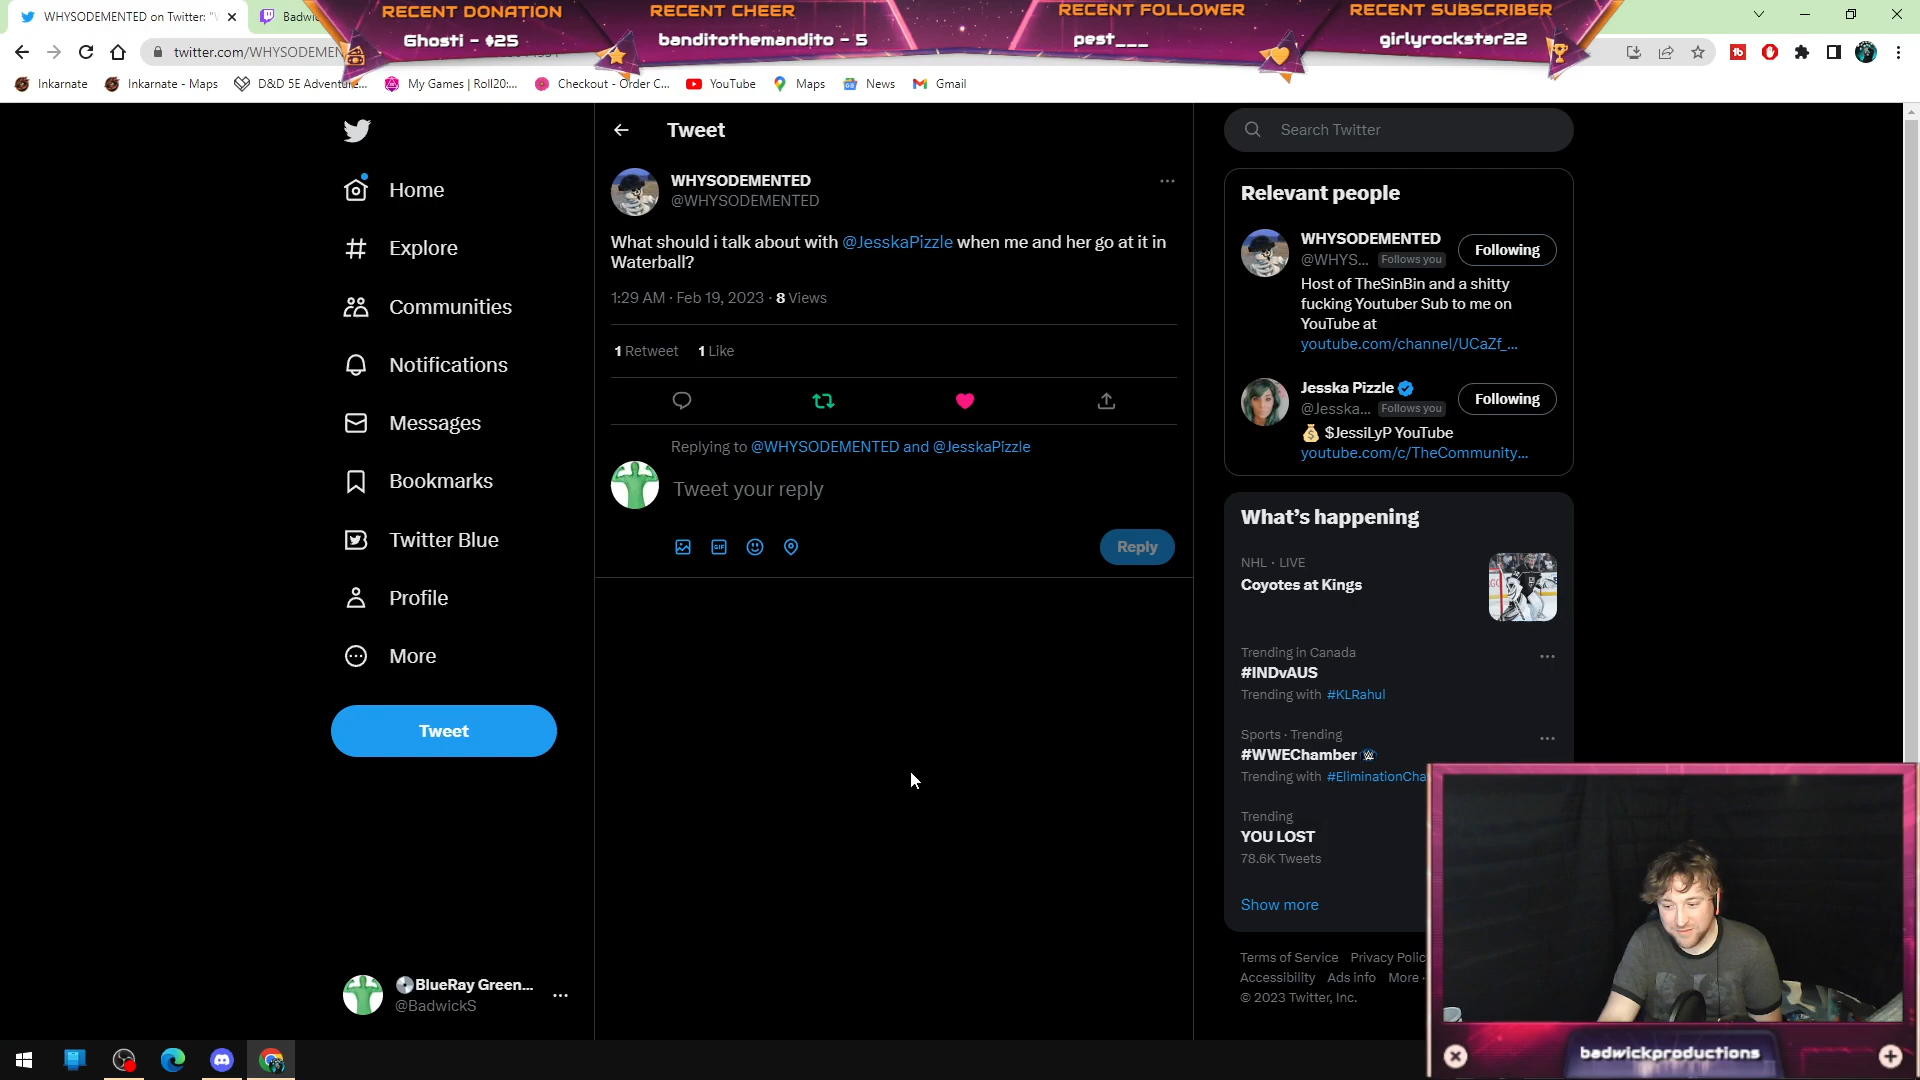 RECENT DONATION
Ghosti - $25
RECENT CHEER
banditothemandito - 5
RECENT FOLLOWER
pest___
RECENT SUBSCRIBER
girlyrockstar22
WHYSODEMENTED on Twitter: "W
Badwic
twitter.com/WHYSODEMEN
Inkarnate
Inkarnate - Maps
D&D 5E Adventure...
My Games | Roll20:...
Checkout - Order C...
YouTube
Maps
News
Gmail
Home
Explore
Communities
Notifications
Messages
Bookmarks
Twitter Blue
Profile
More
Tweet
BlueRay Green...
@BadwickS
Tweet
WHYSODEMENTED
@WHYSODEMENTED
What should i talk about with @JesskaPizzle when me and her go at it in
Waterball?
1:29 AM · Feb 19, 2023 · 8 Views
1 Retweet 1 Like
Replying to @WHYSODEMENTED and @JesskaPizzle
Tweet your reply
GIF
Reply
Search Twitter
Relevant people
WHYSODEMENTED
@WHYS... Follows you
Following
Host of TheSinBin and a shitty
fucking Youtuber Sub to me on
YouTube at
youtube.com/channel/UCaZf_...
Jesska Pizzle
@Jesska... Follows you
Following
$JessiLyP YouTube
youtube.com/c/TheCommunity...
What's happening
NHL · LIVE
Coyotes at Kings
Trending in Canada
#INDvAUS
Trending with #KLRahul
Sports · Trending
#WWEChamber
Trending with #EliminationCha
Trending
YOU LOST
78.6K Tweets
Show more
Terms of Service Privacy Polic
Accessibility Ads info More
© 2023 Twitter, Inc.
badwickproductions